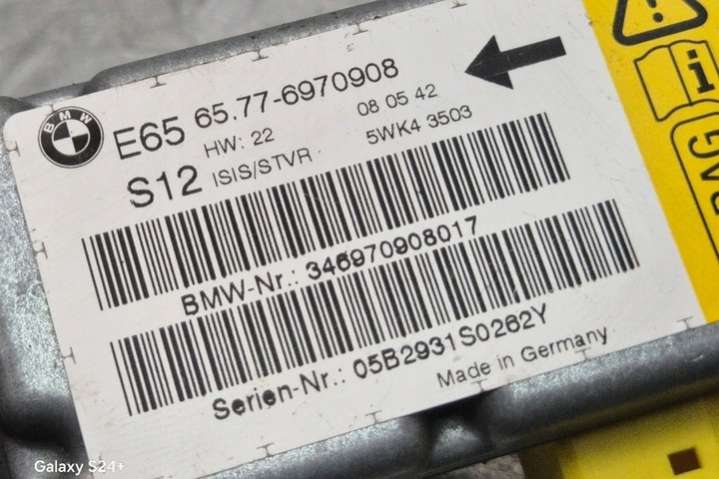 BMW
E65 65.77-6970908
HW: 22 08 05 42
S12 ISIS/STVR 5WK4 3503
BMW-Nr.: 346970908017
Serien-Nr.: 05B2931S0262Y
Made in Germany
i
Galaxy S24+